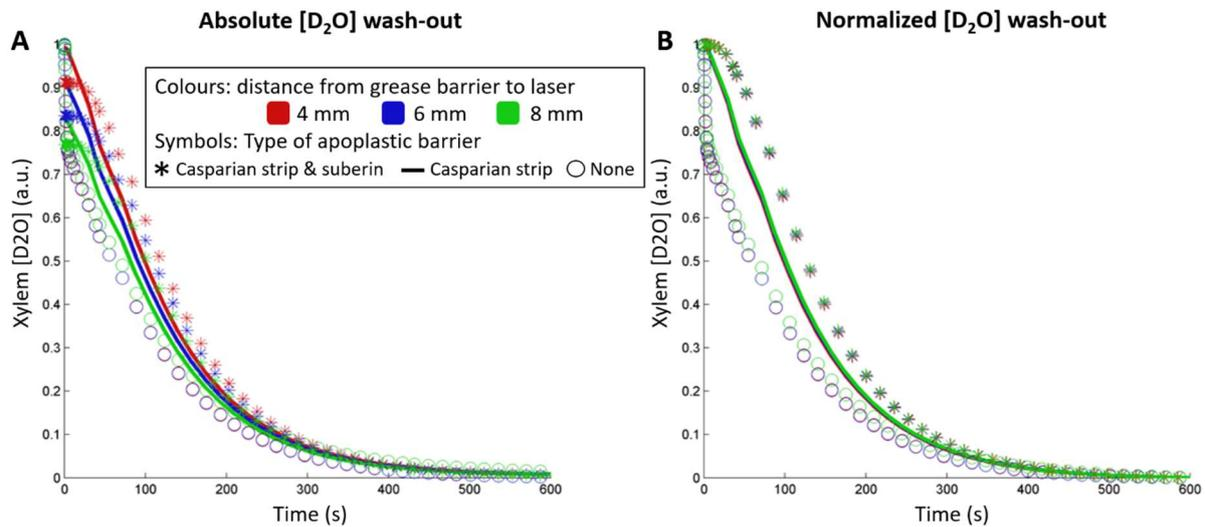 Absolute [D₂O] wash-out
A
Xylem [D2O] (a.u.)
1
0.9
0.8
0.7
0.6
0.5
0.4
0.3
0.2
0.1
0
0 100 200 300 400 500 600
Time (s)
Colours: distance from grease barrier to laser
4 mm 6 mm 8 mm
Symbols: Type of apoplastic barrier
Casparian strip & suberin Casparian strip None
Normalized [D₂O] wash-out
B
Xylem [D2O] (a.u.)
1
0.9
0.8
0.7
0.6
0.5
0.4
0.3
0.2
0.1
0
0 100 200 300 400 500 600
Time (s)